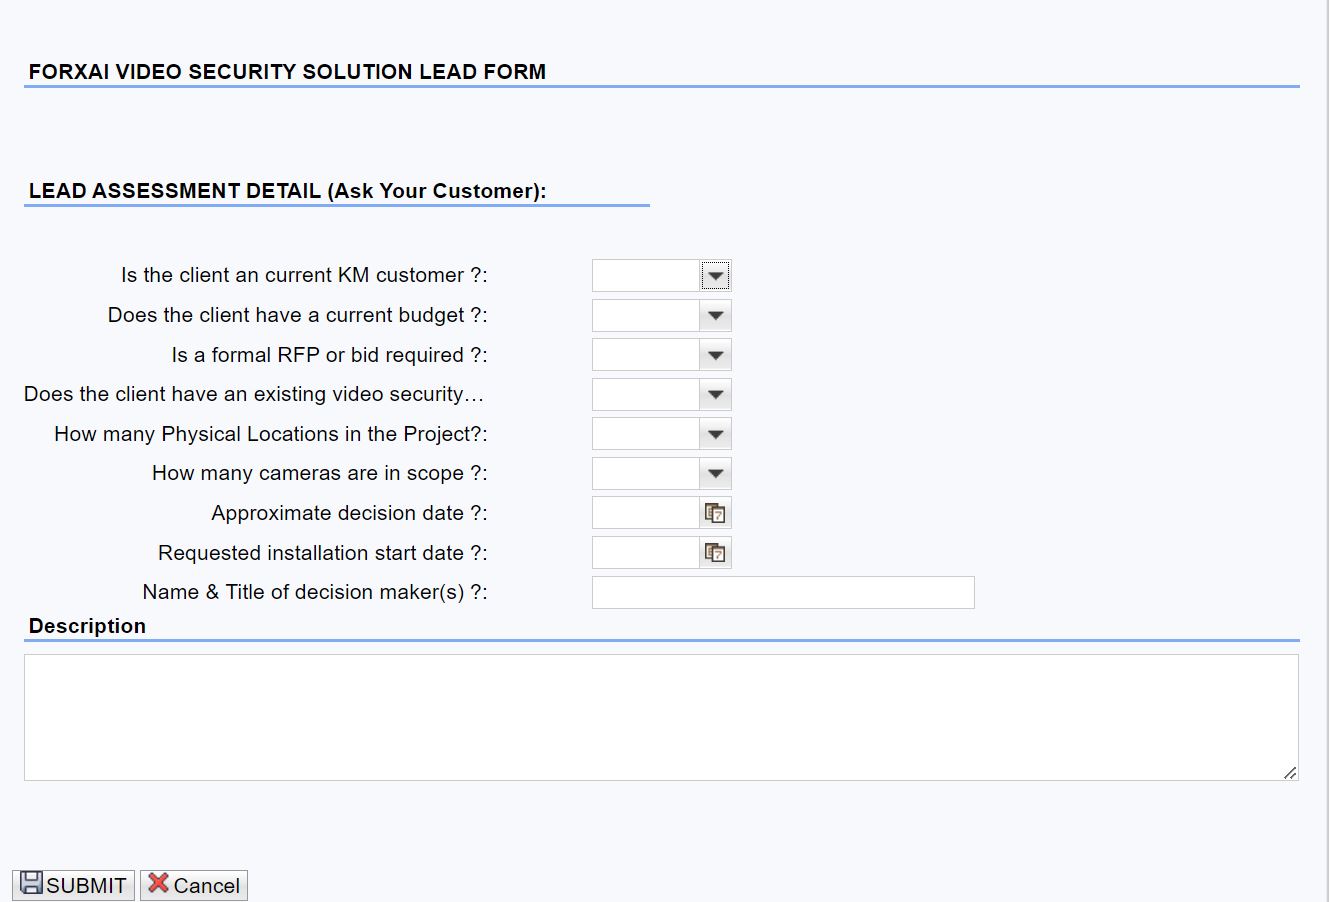 FORXAI VIDEO SECURITY SOLUTION LEAD FORM
LEAD ASSESSMENT DETAIL (Ask Your Customer):
Is the client an current KM customer ?:
Does the client have a current budget ?:
Is a formal RFP or bid required ?:
Does the client have an existing video security...
How many Physical Locations in the Project?:
How many cameras are in scope ?:
Approximate decision date ?:
Requested installation start date ?:
Name & Title of decision maker(s) ?:
Description
SUBMIT Cancel